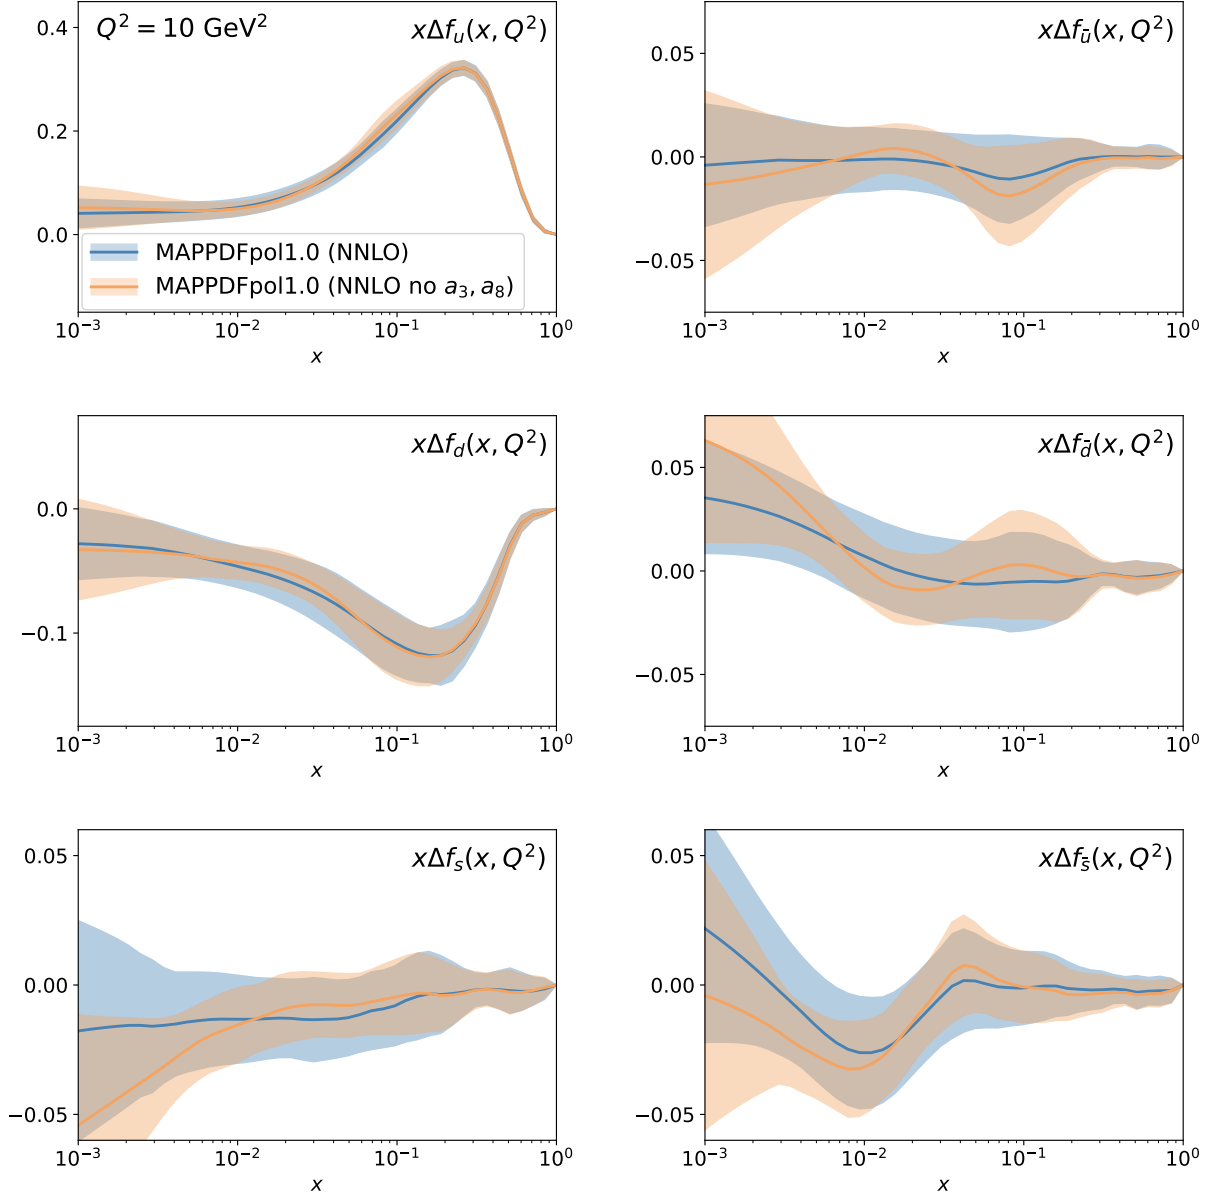 Q² = 10 GeV²
xΔf_u(x, Q²)
0.4
0.2
0.0
MAPPDFpol1.0 (NNLO)
MAPPDFpol1.0 (NNLO no a₃, a₈)
10⁻³ 10⁻² 10⁻¹ 10⁰
x
xΔf_ū(x, Q²)
0.05
0.00
−0.05
10⁻³ 10⁻² 10⁻¹ 10⁰
x
xΔf_d(x, Q²)
0.0
−0.1
10⁻³ 10⁻² 10⁻¹ 10⁰
x
xΔf_d̄(x, Q²)
0.05
0.00
−0.05
10⁻³ 10⁻² 10⁻¹ 10⁰
x
xΔf_s(x, Q²)
0.05
0.00
−0.05
10⁻³ 10⁻² 10⁻¹ 10⁰
x
xΔf_s̄(x, Q²)
0.05
0.00
−0.05
10⁻³ 10⁻² 10⁻¹ 10⁰
x